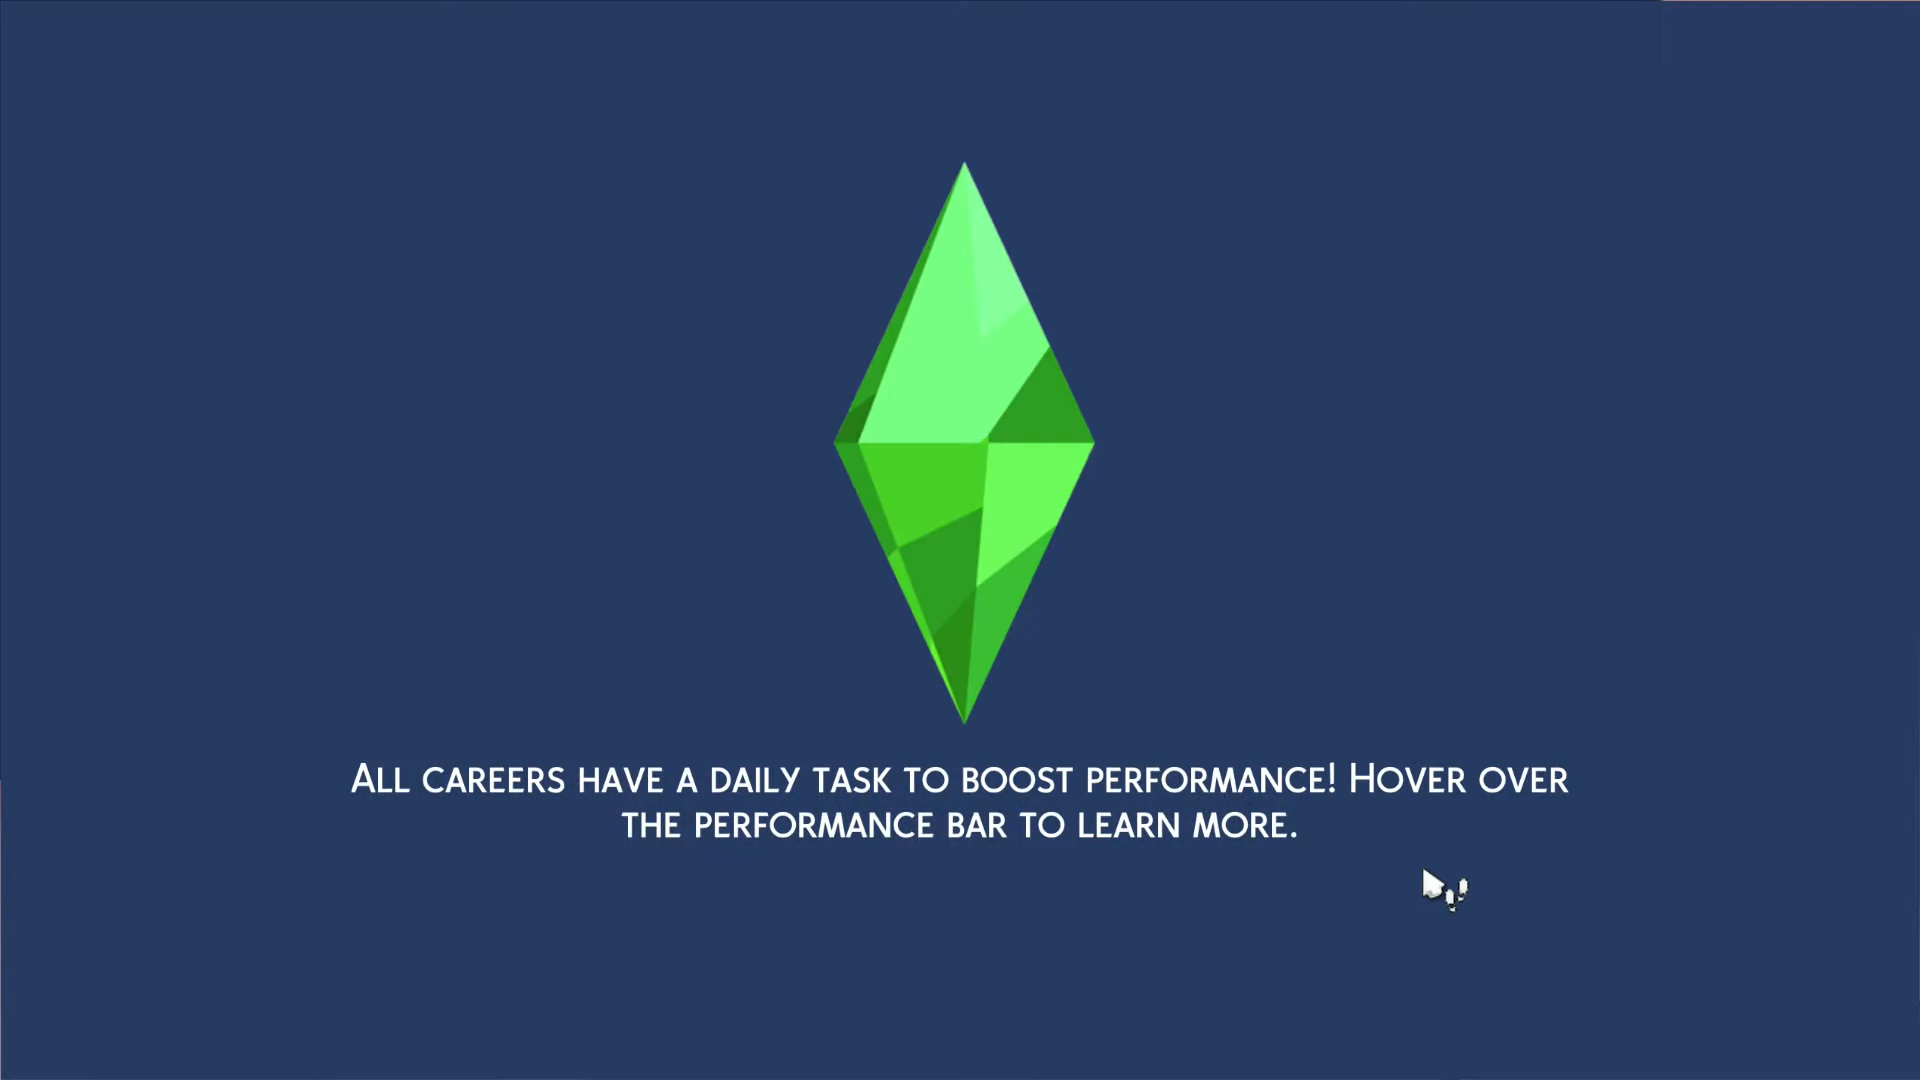 All careers have a daily task to boost performance! Hover over
the performance bar to learn more.